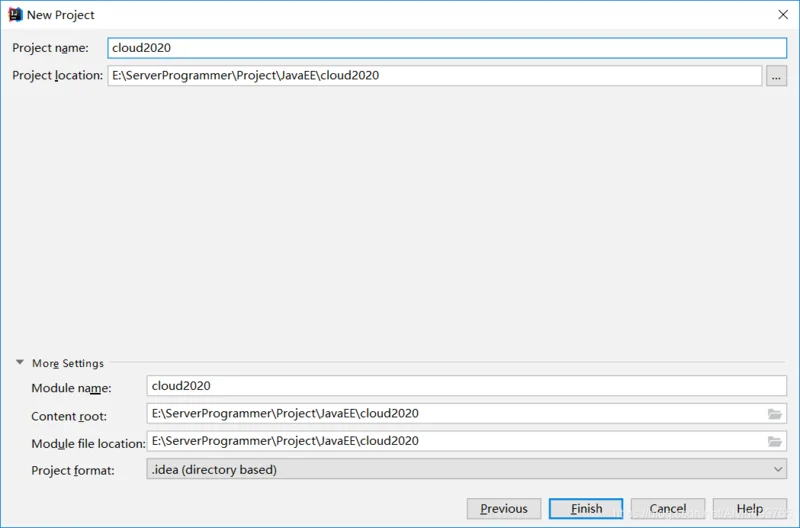 New Project
Project name: cloud2020
Project location: E:\ServerProgrammer\Project\JavaEE\cloud2020 ...
More Settings
Module name: cloud2020
Content root: E:\ServerProgrammer\Project\JavaEE\cloud2020
Module file location: E:\ServerProgrammer\Project\JavaEE\cloud2020
Project format: .idea (directory based)
Previous Finish Cancel Help